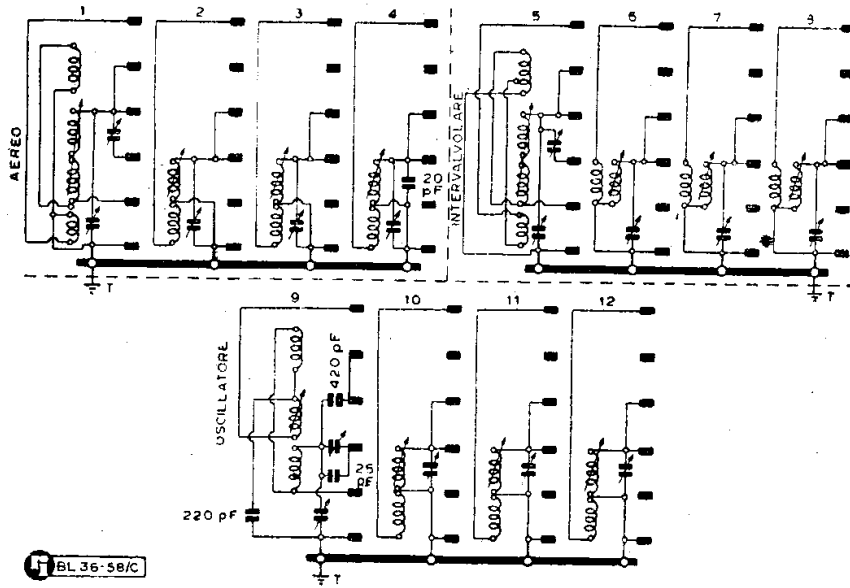 1 2 3 4 5 6 7 8
AEREO
20 pF
INTERVALVOLARE
T
T
9 10 11 12
OSCILLATORE
420 pF
25 pF
220 pF
T
BL 36-58/C